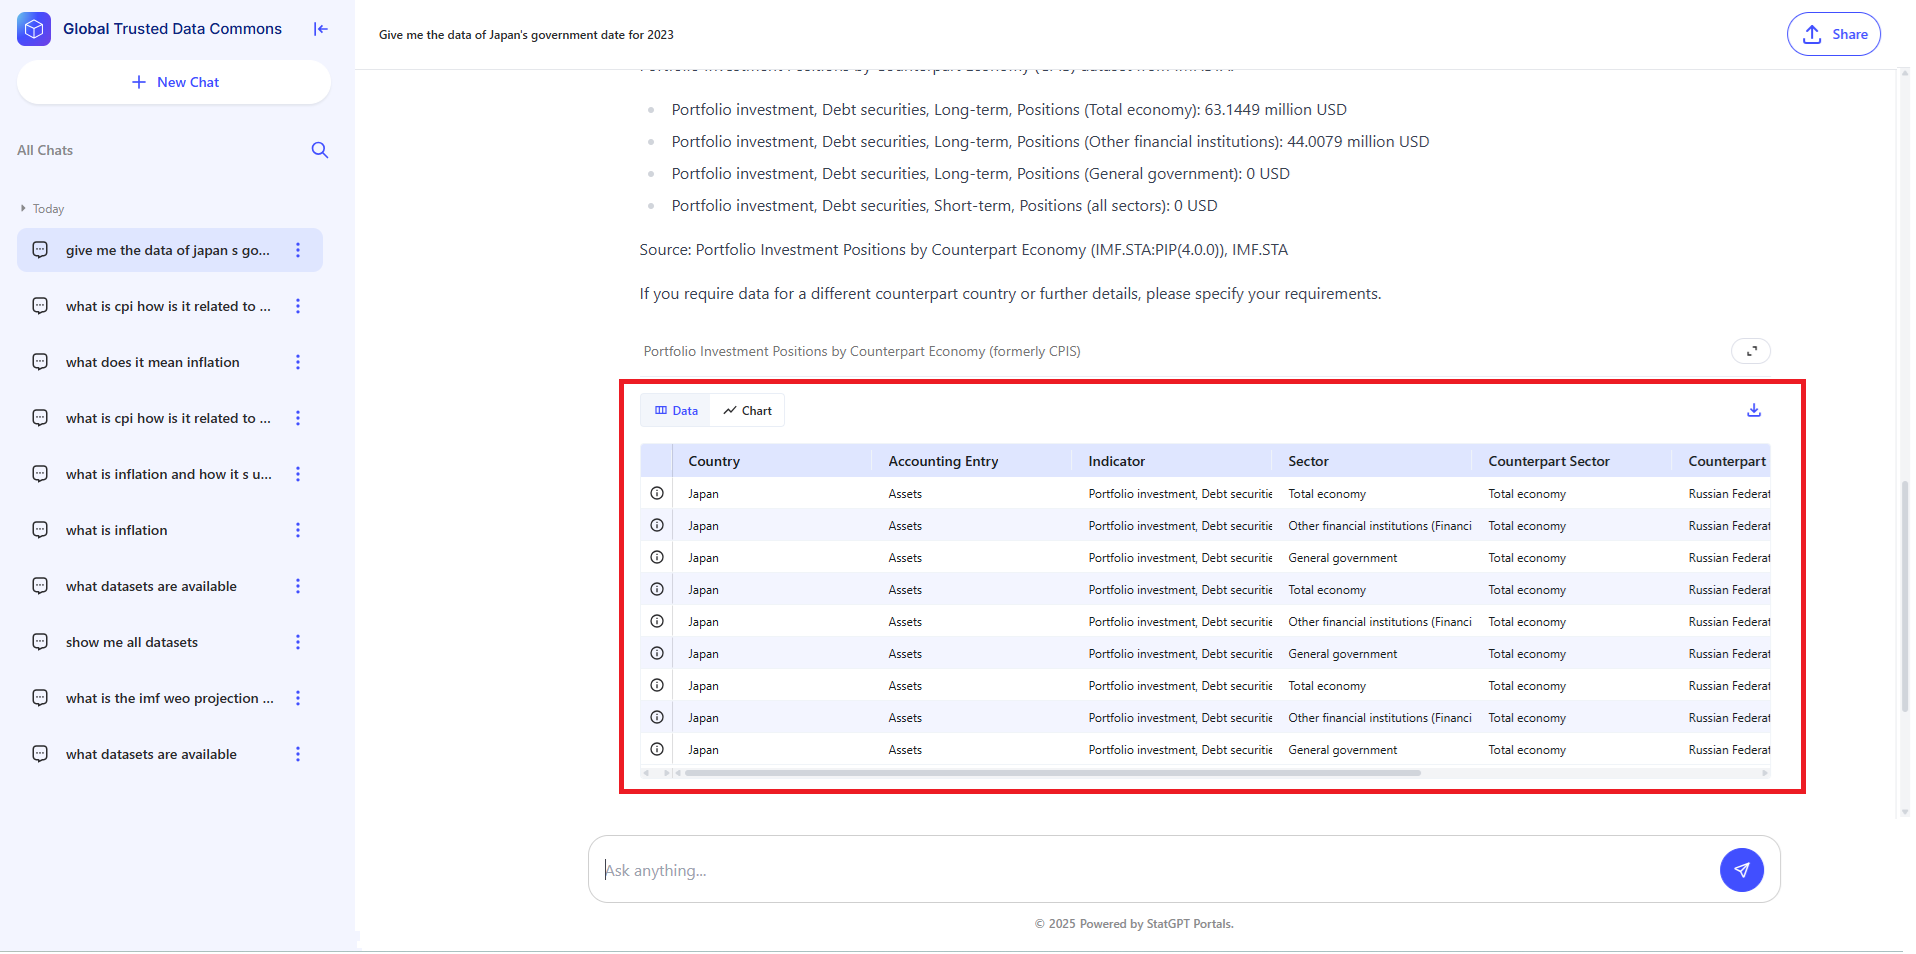 Global Trusted Data Commons
New Chat
All Chats
Today
give me the data of japan s go...
what is cpi how is it related to ...
what does it mean inflation
what is cpi how is it related to ...
what is inflation and how it s u...
what is inflation
what datasets are available
show me all datasets
what is the imf weo projection ...
what datasets are available
Give me the data of Japan's government date for 2023
Share
Portfolio investment, Debt securities, Long-term, Positions (Total economy): 63.1449 million USD
Portfolio investment, Debt securities, Long-term, Positions (Other financial institutions): 44.0079 million USD
Portfolio investment, Debt securities, Long-term, Positions (General government): 0 USD
Portfolio investment, Debt securities, Short-term, Positions (all sectors): 0 USD
Source: Portfolio Investment Positions by Counterpart Economy (IMF.STA:PIP(4.0.0)), IMF.STA
If you require data for a different counterpart country or further details, please specify your requirements.
Portfolio Investment Positions by Counterpart Economy (formerly CPIS)
Data Chart
Country Accounting Entry Indicator Sector Counterpart Sector Counterpart
Japan Assets Portfolio investment, Debt securitie Total economy Total economy Russian Federat
Japan Assets Portfolio investment, Debt securitie Other financial institutions (Financi Total economy Russian Federat
Japan Assets Portfolio investment, Debt securitie General government Total economy Russian Federat
Japan Assets Portfolio investment, Debt securitie Total economy Total economy Russian Federat
Japan Assets Portfolio investment, Debt securitie Other financial institutions (Financi Total economy Russian Federat
Japan Assets Portfolio investment, Debt securitie General government Total economy Russian Federat
Japan Assets Portfolio investment, Debt securitie Total economy Total economy Russian Federat
Japan Assets Portfolio investment, Debt securitie Other financial institutions (Financi Total economy Russian Federat
Japan Assets Portfolio investment, Debt securitie General government Total economy Russian Federat
Ask anything...
© 2025 Powered by StatGPT Portals.